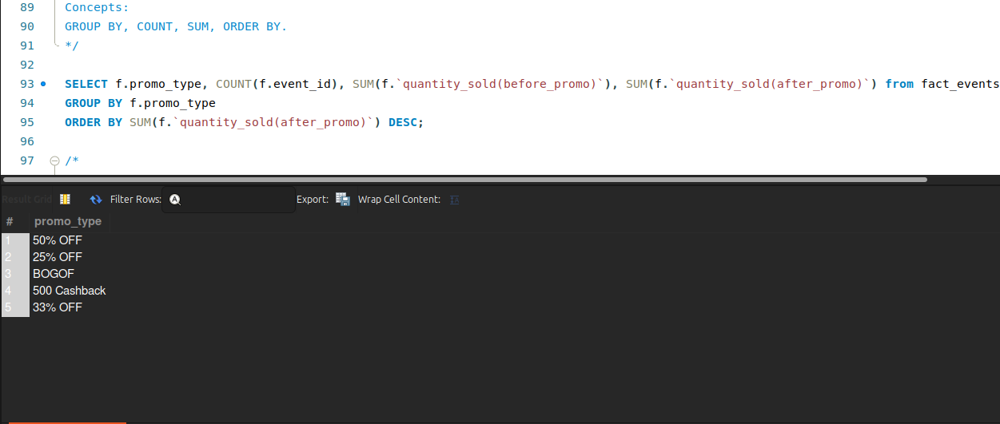 89 Concepts:
90 GROUP BY, COUNT, SUM, ORDER BY.
91 */
92
93 SELECT f.promo_type, COUNT(f.event_id), SUM(f.`quantity_sold(before_promo)`), SUM(f.`quantity_sold(after_promo)`) from fact_events
94 GROUP BY f.promo_type
95 ORDER BY SUM(f.`quantity_sold(after_promo)`) DESC;
96
97 /*
Result Grid Filter Rows: Export: Wrap Cell Content:
# promo_type
1 50% OFF
2 25% OFF
3 BOGOF
4 500 Cashback
5 33% OFF